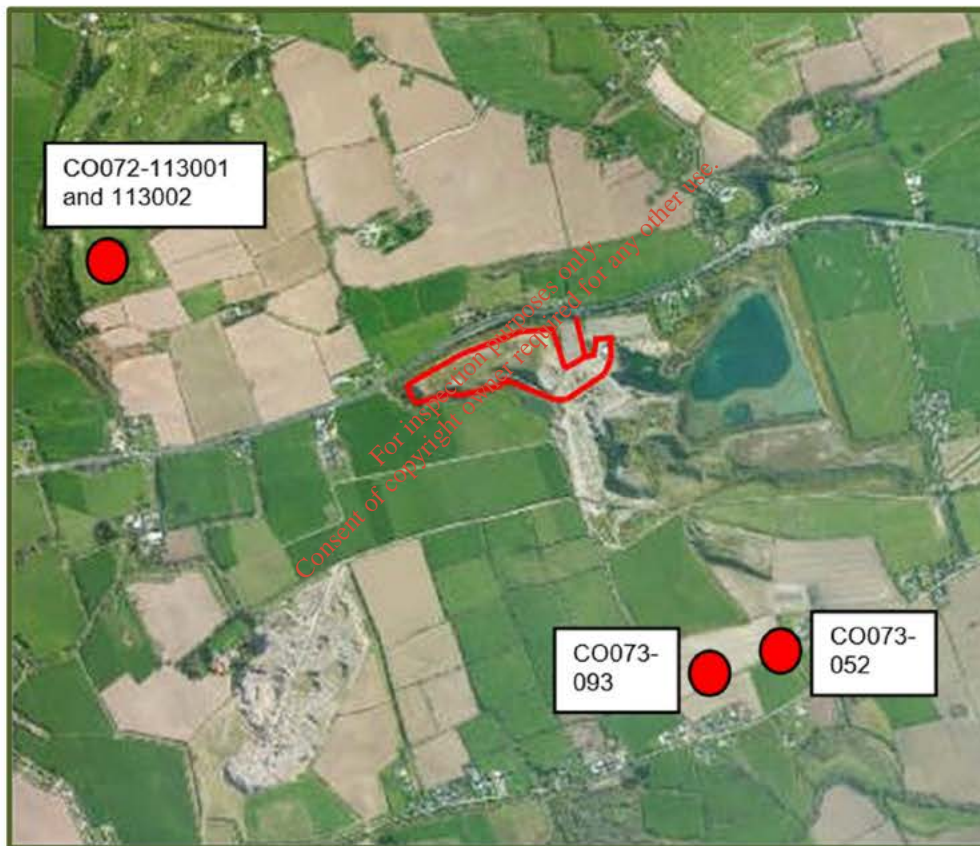 CO072-113001
and 113002
For inspection purposes only.
Consent of copyright owner required for any other use.
CO073-
093
CO073-
052